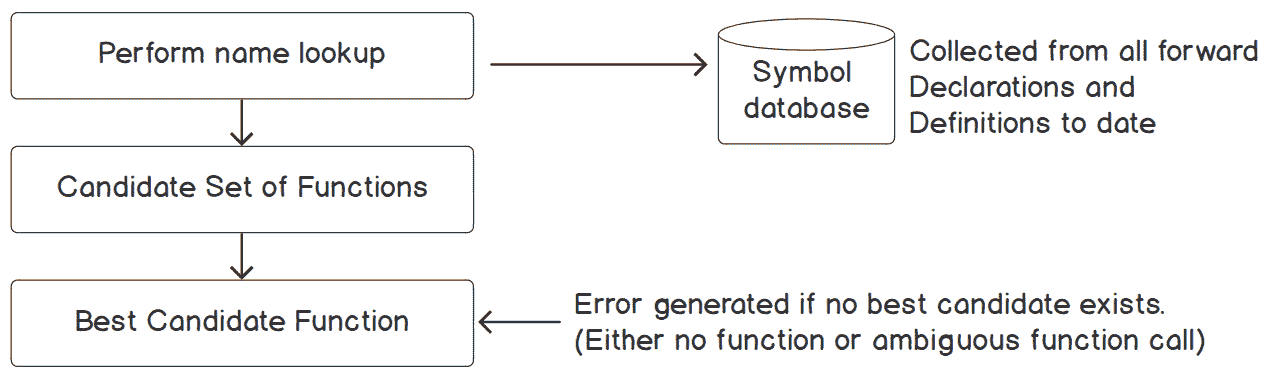 Perform name lookup
Symbol
database
Collected from all forward
Declarations and
Definitions to date
Candidate Set of Functions
Best Candidate Function
Error generated if no best candidate exists.
(Either no function or ambiguous function call)